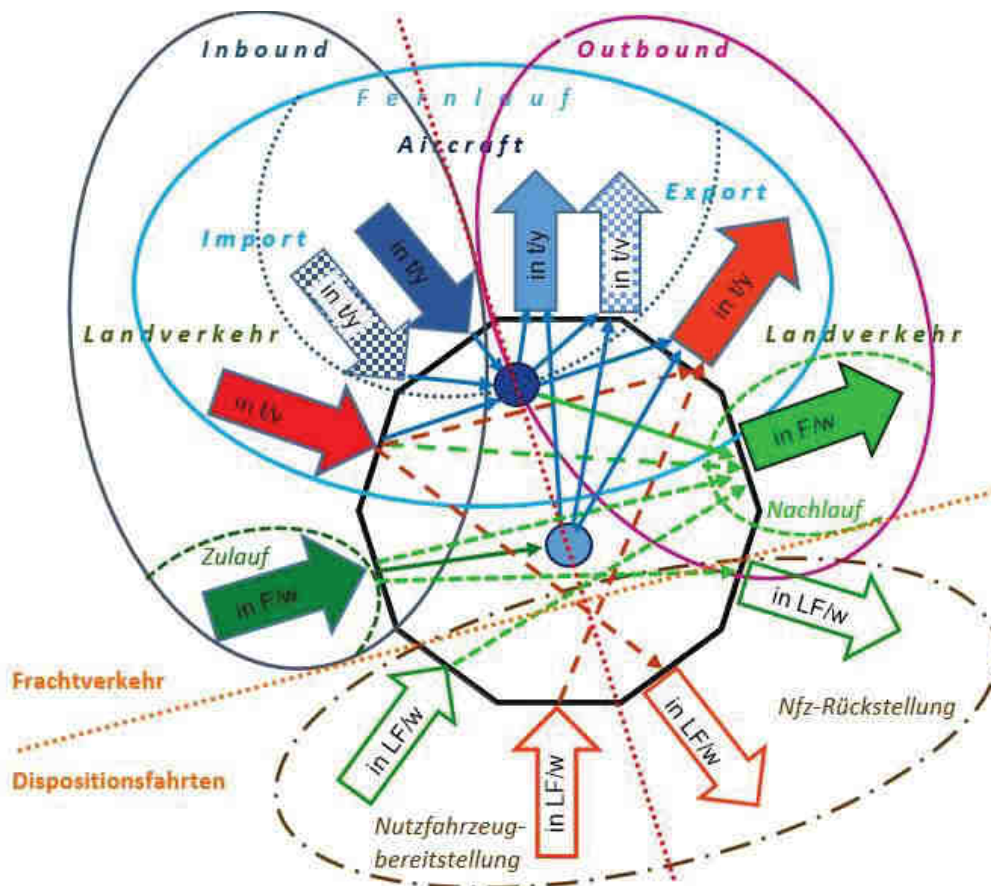 Inbound
Outbound
Fernlauf
Aircraft
Export
Import
in t/y
in t/y
in t/v
in t/y
in t/y
Landverkehr
Landverkehr
in t/v
in F/w
Nachlauf
Zulauf
in F/w
in LF/w
Frachtverkehr
in LF/w
in LF/w
in LF/w
Nfz-Rückstellung
Dispositionsfahrten
Nutzfahrzeug-
bereitstellung